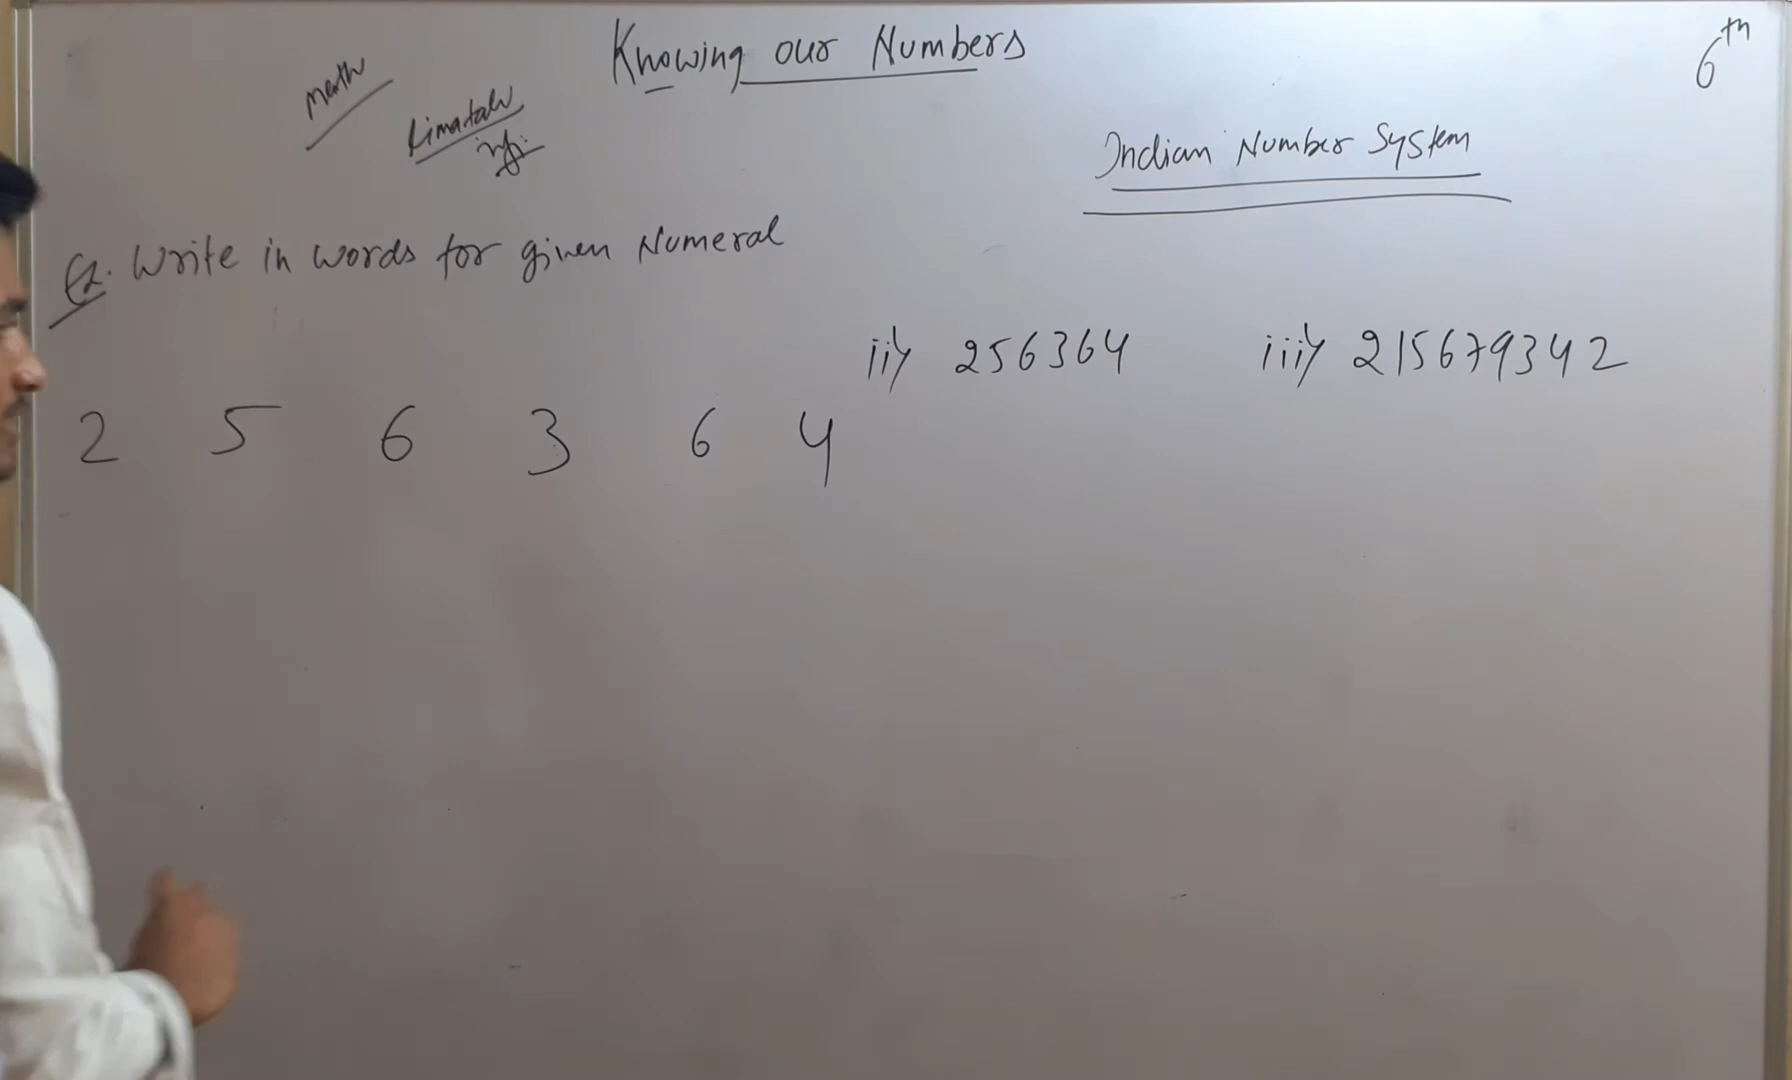 Knowing our Numbers
6th
Math
Indian Number System
Ex. Write in words for given Numeral
ii) 256364 iii) 215679342
2 5 6 3 6 4